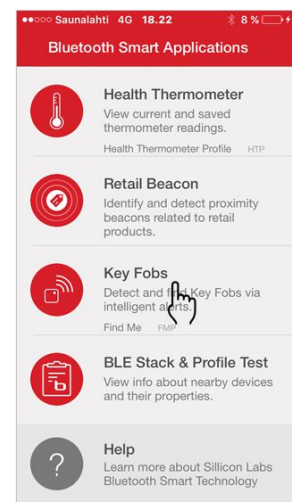 ●●○○○ Saunalahti 4G 18.22 8 %
Bluetooth Smart Applications
Health Thermometer
View current and saved
thermometer readings.
Health Thermometer Profile HTP
Retail Beacon
Identify and detect proximity
beacons related to retail
products.
Key Fobs
Detect and find Key Fobs via
intelligent alerts.
Find Me FMP
BLE Stack & Profile Test
View info about nearby devices
and their properties.
?
Help
Learn more about Sillicon Labs
Bluetooth Smart Technology